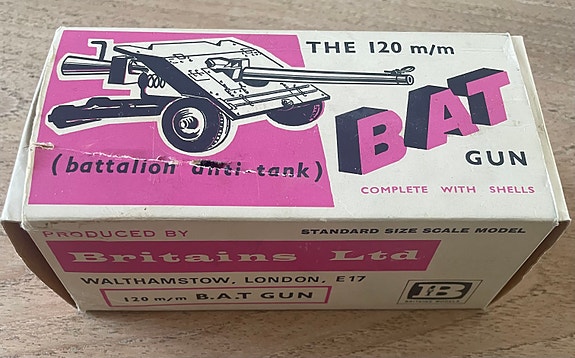 THE 120 m/m
BAT
GUN
(battalion anti-tank)
COMPLETE WITH SHELLS
PRODUCED BY
STANDARD SIZE SCALE MODEL
Britains Ltd
WALTHAMSTOW, LONDON, E17
120 m/m B.A.T GUN
B